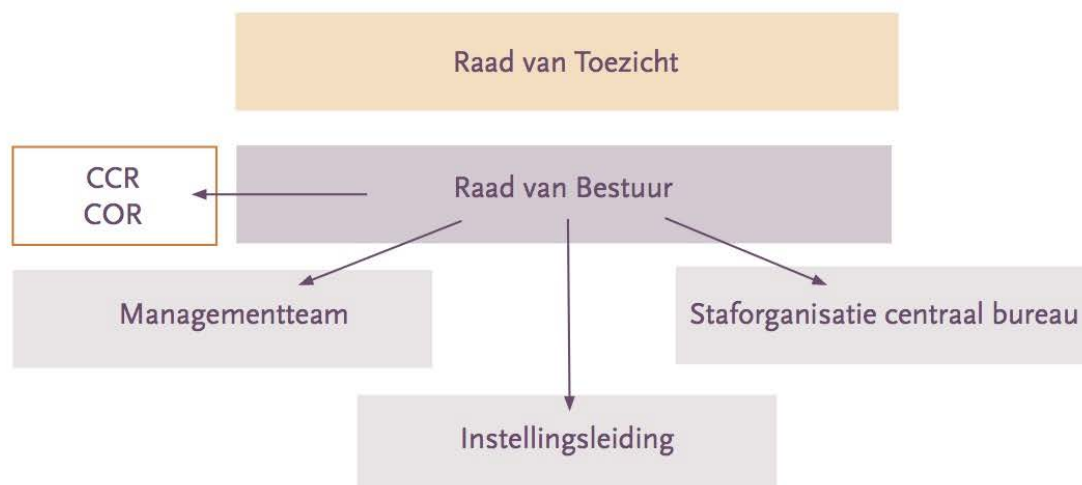 Raad van Toezicht
CCR
COR
Raad van Bestuur
Managementteam
Staforganisatie centraal bureau
Instellingsleiding